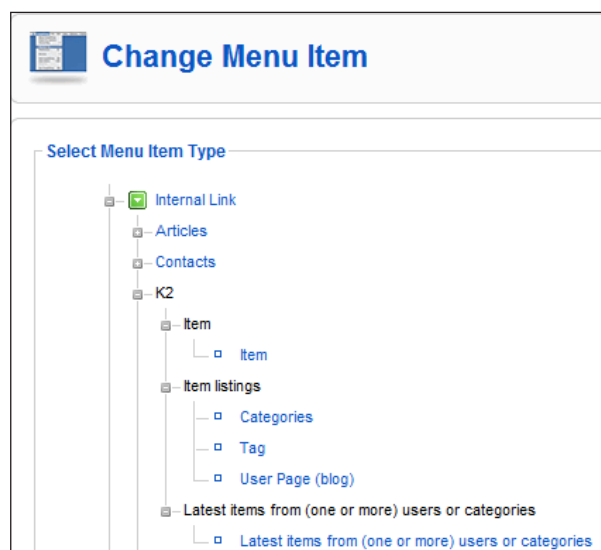 Change Menu Item
Select Menu Item Type
Internal Link
Articles
Contacts
K2
Item
Item
Item listings
Categories
Tag
User Page (blog)
Latest items from (one or more) users or categories
Latest items from (one or more) users or categories